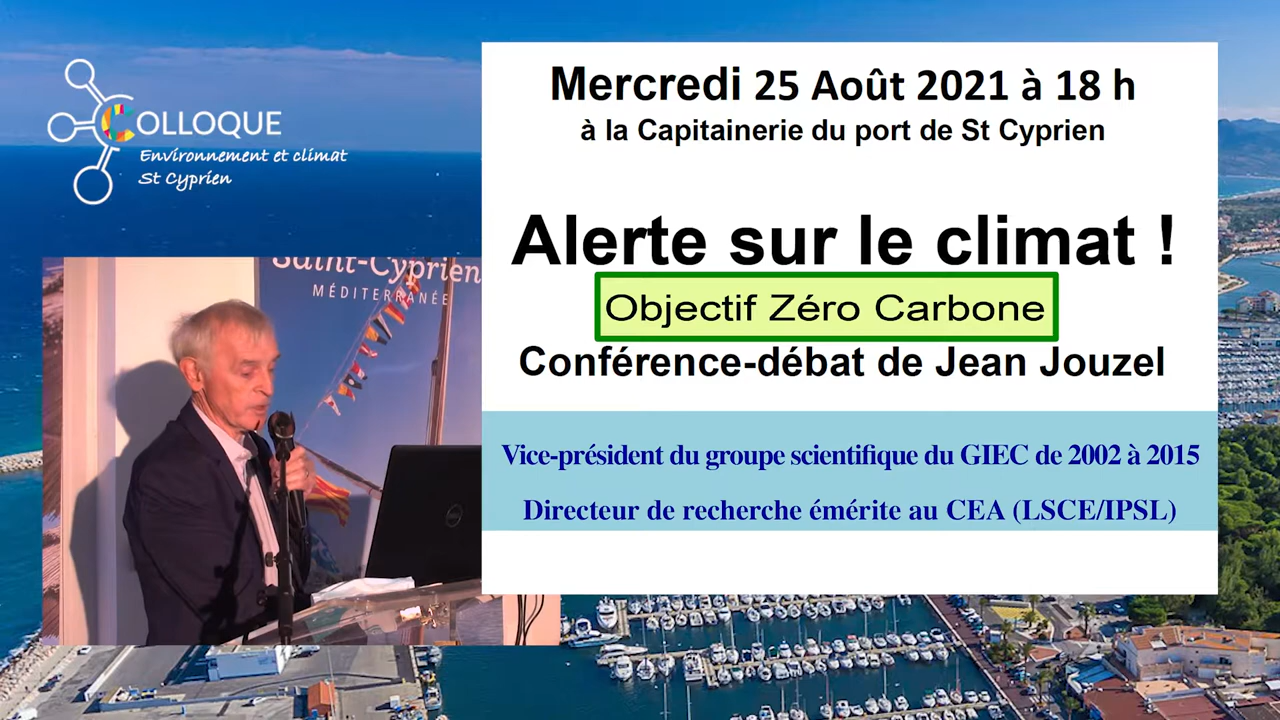 COLLOQUE
Environnement et climat
St Cyprien
Mercredi 25 Août 2021 à 18 h
à la Capitainerie du port de St Cyprien
Alerte sur le climat !
Objectif Zéro Carbone
Conférence-débat de Jean Jouzel
Vice-président du groupe scientifique du GIEC de 2002 à 2015
Directeur de recherche émérite au CEA (LSCE/IPSL)
Saint-Cyprien
MÉDITERRANÉE
DELL